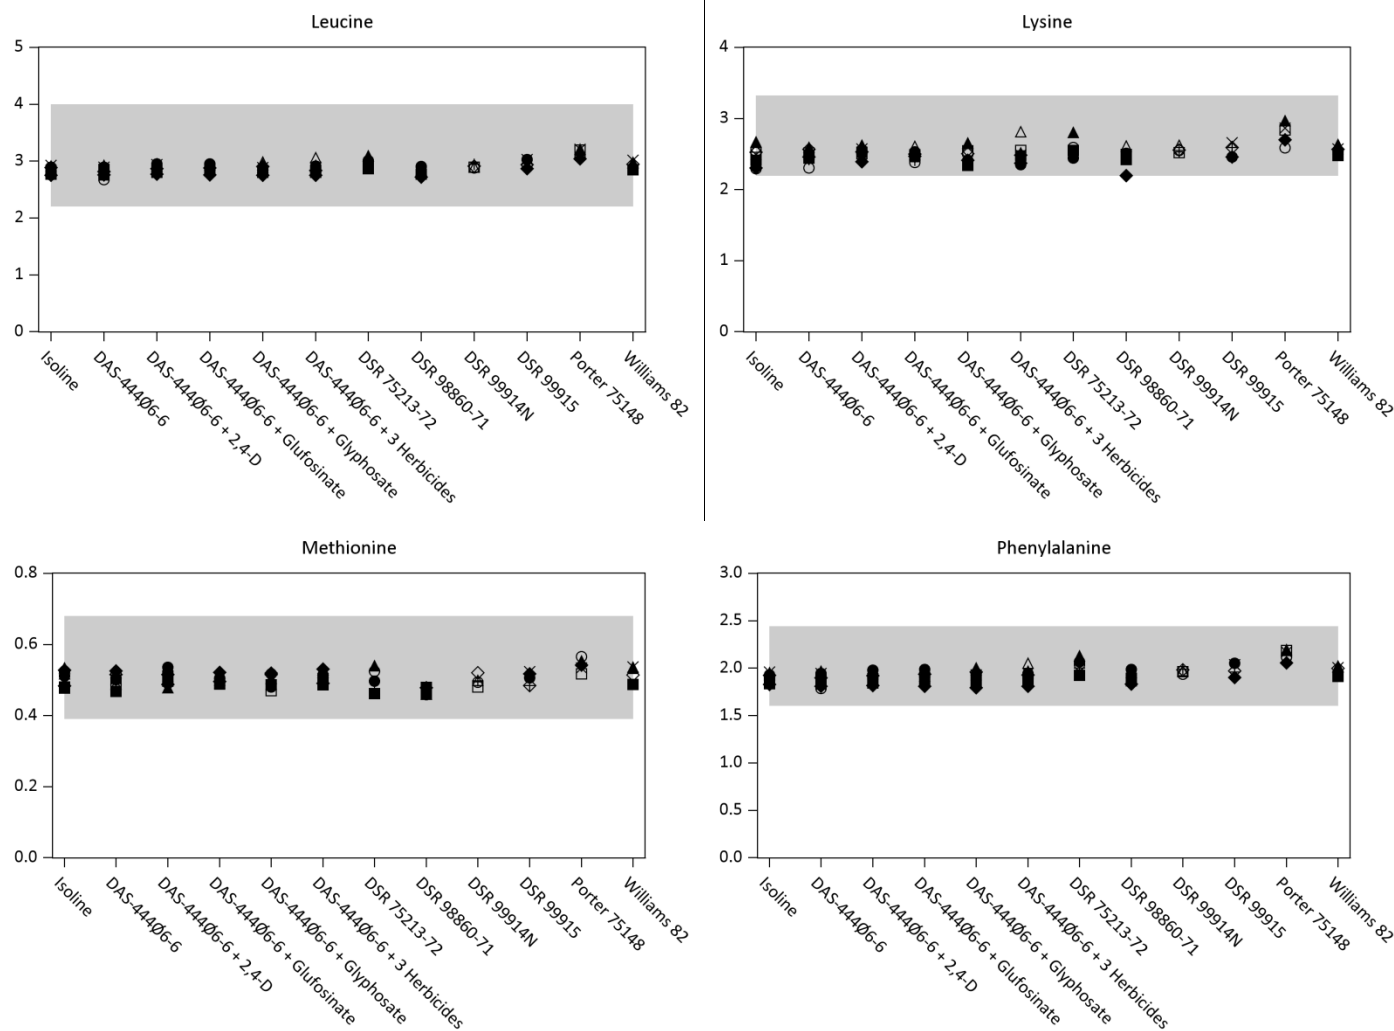 Leucine
5
4
3
2
1
0
Isoline
DAS-444Ø6-6
DAS-444Ø6-6 + 2,4-D
DAS-444Ø6-6 + Glufosinate
DAS-444Ø6-6 + Glyphosate
DAS-444Ø6-6 + 3 Herbicides
DSR 75213-72
DSR 98860-71
DSR 99914N
DSR 99915
Porter 75148
Williams 82
Lysine
4
3
2
1
0
Isoline
DAS-444Ø6-6
DAS-444Ø6-6 + 2,4-D
DAS-444Ø6-6 + Glufosinate
DAS-444Ø6-6 + Glyphosate
DAS-444Ø6-6 + 3 Herbicides
DSR 75213-72
DSR 98860-71
DSR 99914N
DSR 99915
Porter 75148
Williams 82
Methionine
0.8
0.6
0.4
0.2
0.0
Isoline
DAS-444Ø6-6
DAS-444Ø6-6 + 2,4-D
DAS-444Ø6-6 + Glufosinate
DAS-444Ø6-6 + Glyphosate
DAS-444Ø6-6 + 3 Herbicides
DSR 75213-72
DSR 98860-71
DSR 99914N
DSR 99915
Porter 75148
Williams 82
Phenylalanine
3.0
2.5
2.0
1.5
1.0
0.5
0.0
Isoline
DAS-444Ø6-6
DAS-444Ø6-6 + 2,4-D
DAS-444Ø6-6 + Glufosinate
DAS-444Ø6-6 + Glyphosate
DAS-444Ø6-6 + 3 Herbicides
DSR 75213-72
DSR 98860-71
DSR 99914N
DSR 99915
Porter 75148
Williams 82